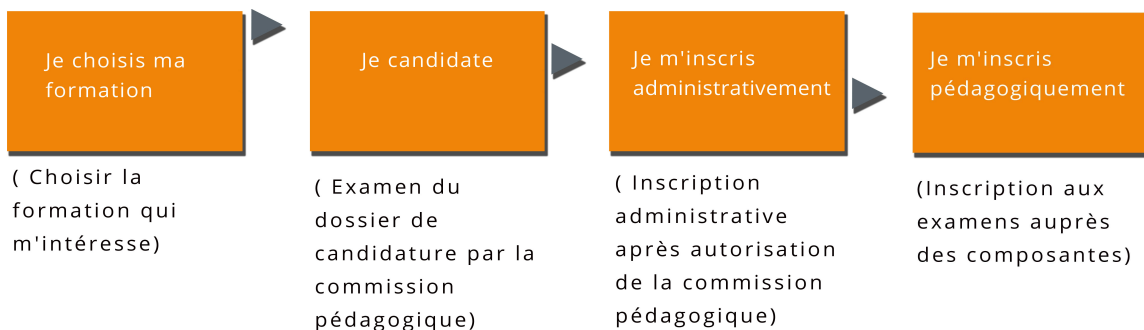 Je choisis ma
formation
( Choisir la
formation qui
m'intéresse)
Je candidate
( Examen du
dossier de
candidature par la
commission
pédagogique)
Je m'inscris
administrativement
( Inscription
administrative
après autorisation
de la commission
pédagogique)
Je m'inscris
pédagogiquement
(Inscription aux
examens auprès
des composantes)